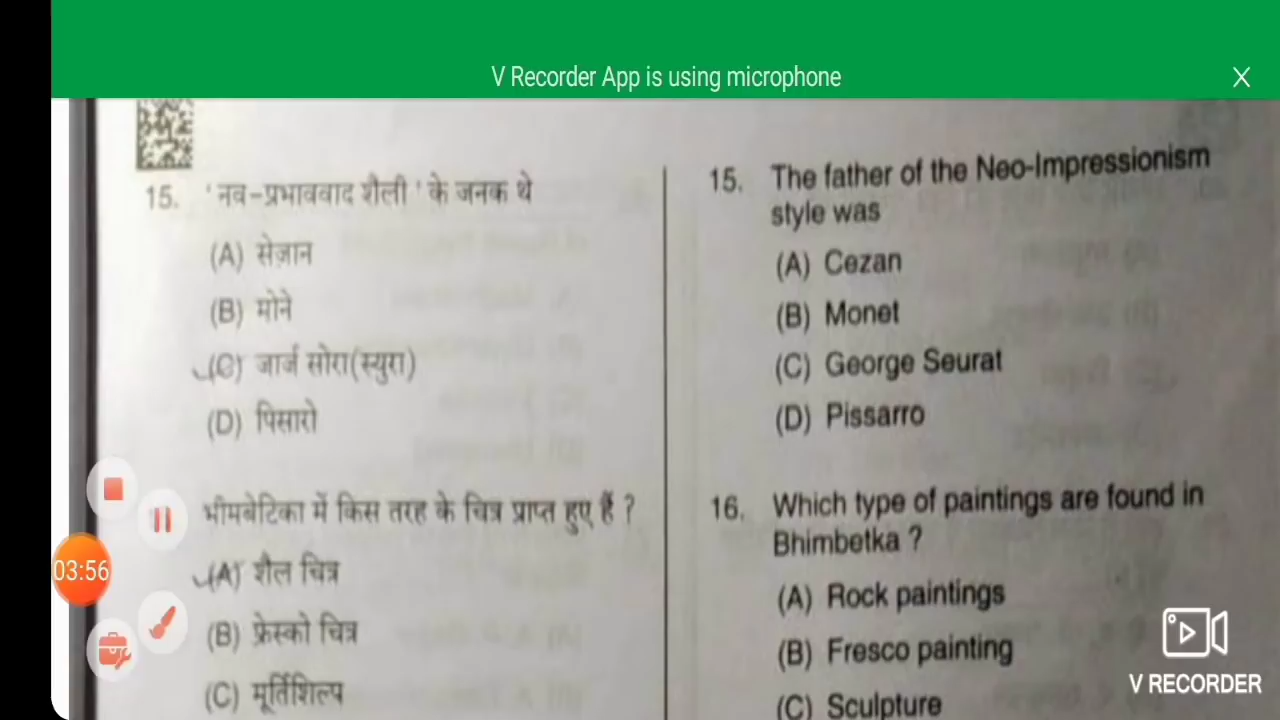 V Recorder App is using microphone
15. 'नव-प्रभाववाद शैली' के जनक थे
(A) सेज़ान
(B) मोने
(C) जार्ज सोरा(स्युरा)
(D) पिसारो
भीमबेटिका में किस तरह के चित्र प्राप्त हुए हैं ?
(A) शैल चित्र
(B) फ्रेस्को चित्र
(C) मूर्तिशिल्प
15. The father of the Neo-Impressionism
style was
(A) Cezan
(B) Monet
(C) George Seurat
(D) Pissarro
16. Which type of paintings are found in
Bhimbetka ?
(A) Rock paintings
(B) Fresco painting
(C) Sculpture
03:56
V RECORDER